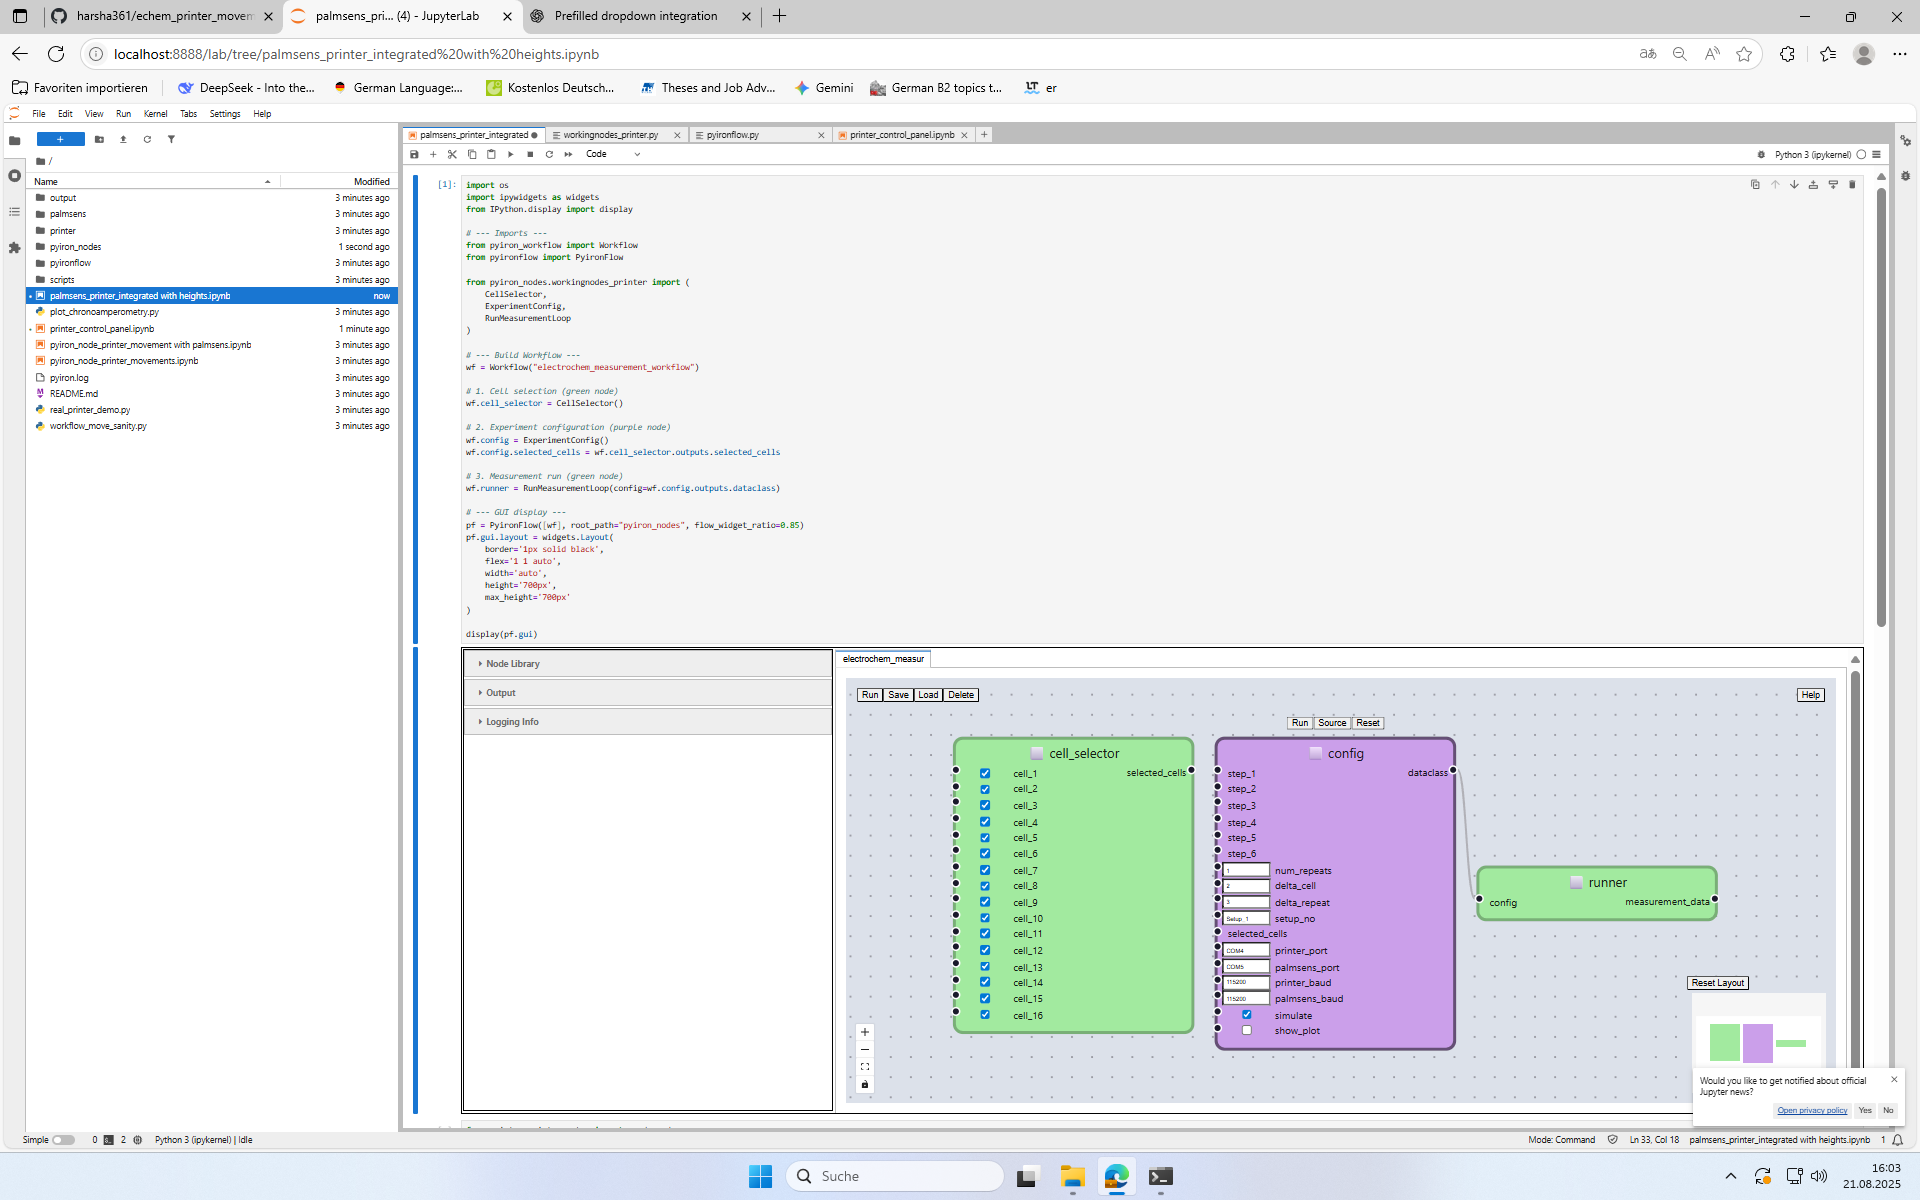 harsha361/echem_printer_movem
palmsens_pri... (4) - JupyterLab
Prefilled dropdown integration
localhost:8888/lab/tree/palmsens_printer_integrated%20with%20heights.ipynb
Favoriten importieren
DeepSeek - Into the...
German Language:...
Kostenlos Deutsch...
Theses and Job Adv...
Gemini
German B2 topics t...
er
File Edit View Run Kernel Tabs Settings Help
palmsens_printer_integrated
workingnodes_printer.py
pyironflow.py
printer_control_panel.ipynb
Code
Python 3 (ipykernel)
/
Name Modified
output 3 minutes ago
palmsens 3 minutes ago
printer 3 minutes ago
pyiron_nodes 1 second ago
pyironflow 3 minutes ago
scripts 3 minutes ago
palmsens_printer_integrated with heights.ipynb now
plot_chronoamperometry.py 3 minutes ago
printer_control_panel.ipynb 1 minute ago
pyiron_node_printer_movement with palmsens.ipynb 3 minutes ago
pyiron_node_printer_movements.ipynb 3 minutes ago
pyiron.log 3 minutes ago
README.md 3 minutes ago
real_printer_demo.py 3 minutes ago
workflow_move_sanity.py 3 minutes ago
[1]:
import os
import ipywidgets as widgets
from IPython.display import display
# --- Imports ---
from pyiron_workflow import Workflow
from pyironflow import PyironFlow
from pyiron_nodes.workingnodes_printer import (
CellSelector,
ExperimentConfig,
RunMeasurementLoop
)
# --- Build Workflow ---
wf = Workflow("electrochem_measurement_workflow")
# 1. Cell selection (green node)
wf.cell_selector = CellSelector()
# 2. Experiment configuration (purple node)
wf.config = ExperimentConfig()
wf.config.selected_cells = wf.cell_selector.outputs.selected_cells
# 3. Measurement run (green node)
wf.runner = RunMeasurementLoop(config=wf.config.outputs.dataclass)
# --- GUI display ---
pf = PyironFlow([wf], root_path="pyiron_nodes", flow_widget_ratio=0.85)
pf.gui.layout = widgets.Layout(
border='1px solid black',
flex='1 1 auto',
width='auto',
height='700px',
max_height='700px'
)
display(pf.gui)
Node Library
Output
Logging Info
electrochem_measur
Run Save Load Delete
Help
Run Source Reset
cell_selector
selected_cells
cell_1
cell_2
cell_3
cell_4
cell_5
cell_6
cell_7
cell_8
cell_9
cell_10
cell_11
cell_12
cell_13
cell_14
cell_15
cell_16
config
dataclass
step_1
step_2
step_3
step_4
step_5
step_6
1 num_repeats
2 delta_cell
3 delta_repeat
Setup_1 setup_no
selected_cells
COM4 printer_port
COM5 palmsens_port
115200 printer_baud
115200 palmsens_baud
simulate
show_plot
runner
config measurement_data
Reset Layout
Would you like to get notified about official
Jupyter news?
Open privacy policy Yes No
Simple 0 2 Python 3 (ipykernel) | Idle
Mode: Command Ln 33, Col 18 palmsens_printer_integrated with heights.ipynb 1
Suche
16:03
21.08.2025